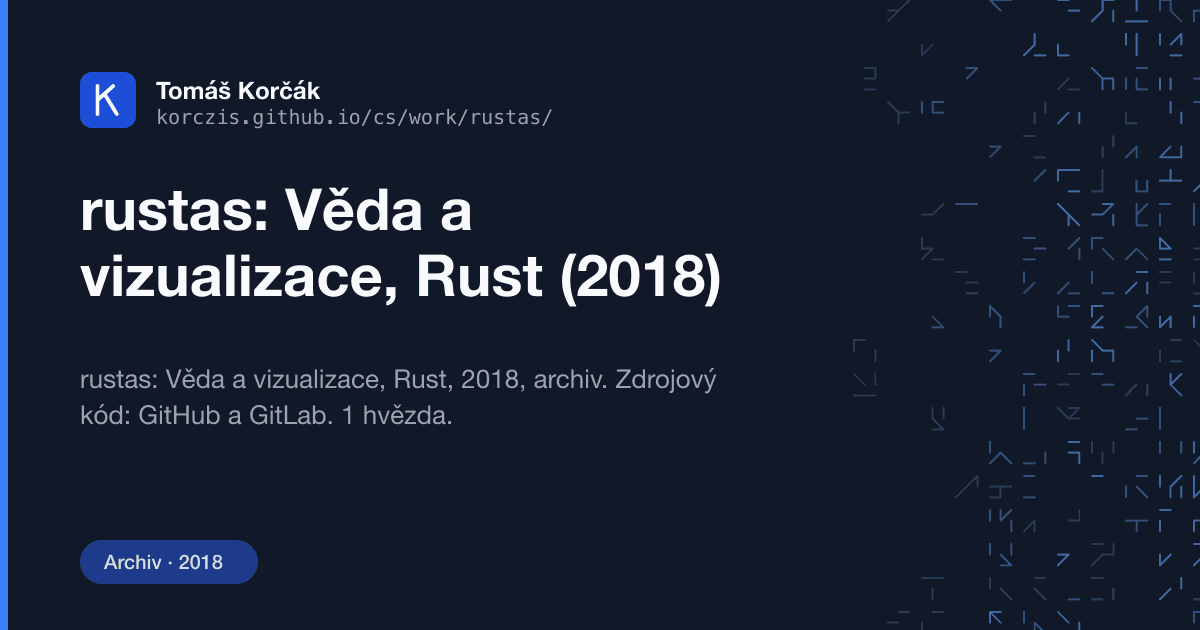 K
Tomáš Korčák
korczis.github.io/cs/work/rustas/
rustas: Věda a
vizualizace, Rust (2018)
rustas: Věda a vizualizace, Rust, 2018, archiv. Zdrojový
kód: GitHub a GitLab. 1 hvězda.
Archiv · 2018